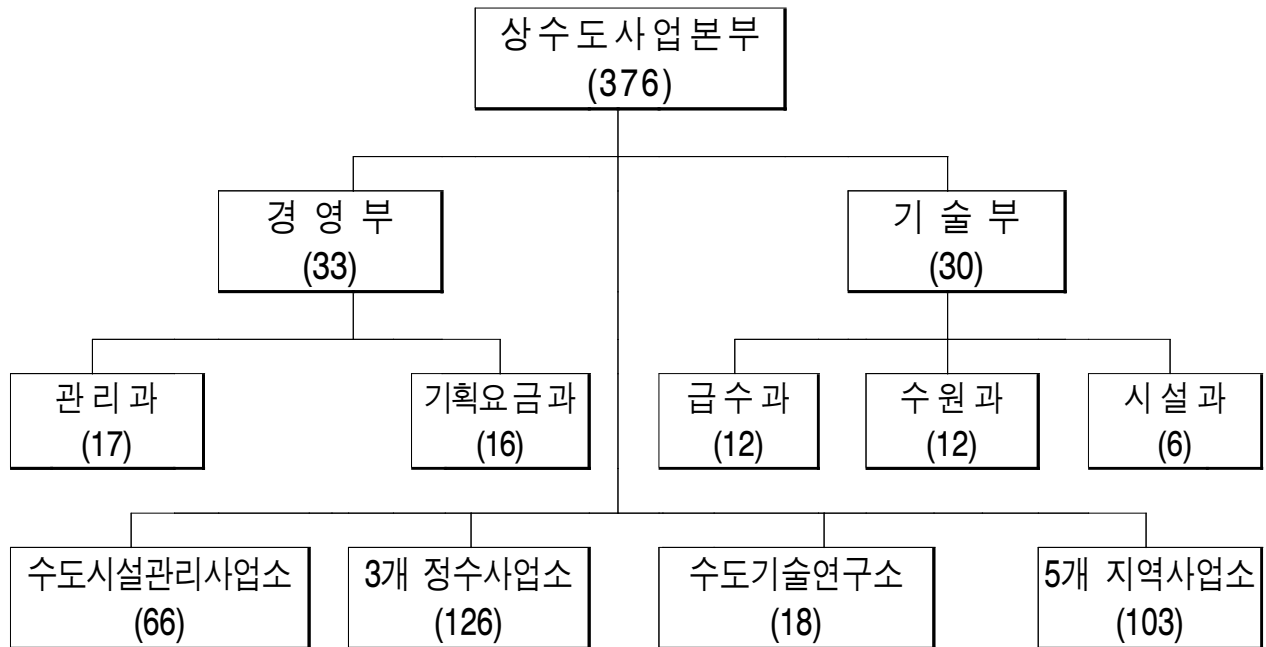 상수도사업본부
(376)
경 영 부
(33)
기 술 부
(30)
관 리 과
(17)
기획요금과
(16)
급 수 과
(12)
수 원 과
(12)
시 설 과
(6)
수도시설관리사업소
(66)
3개 정수사업소
(126)
수도기술연구소
(18)
5개 지역사업소
(103)